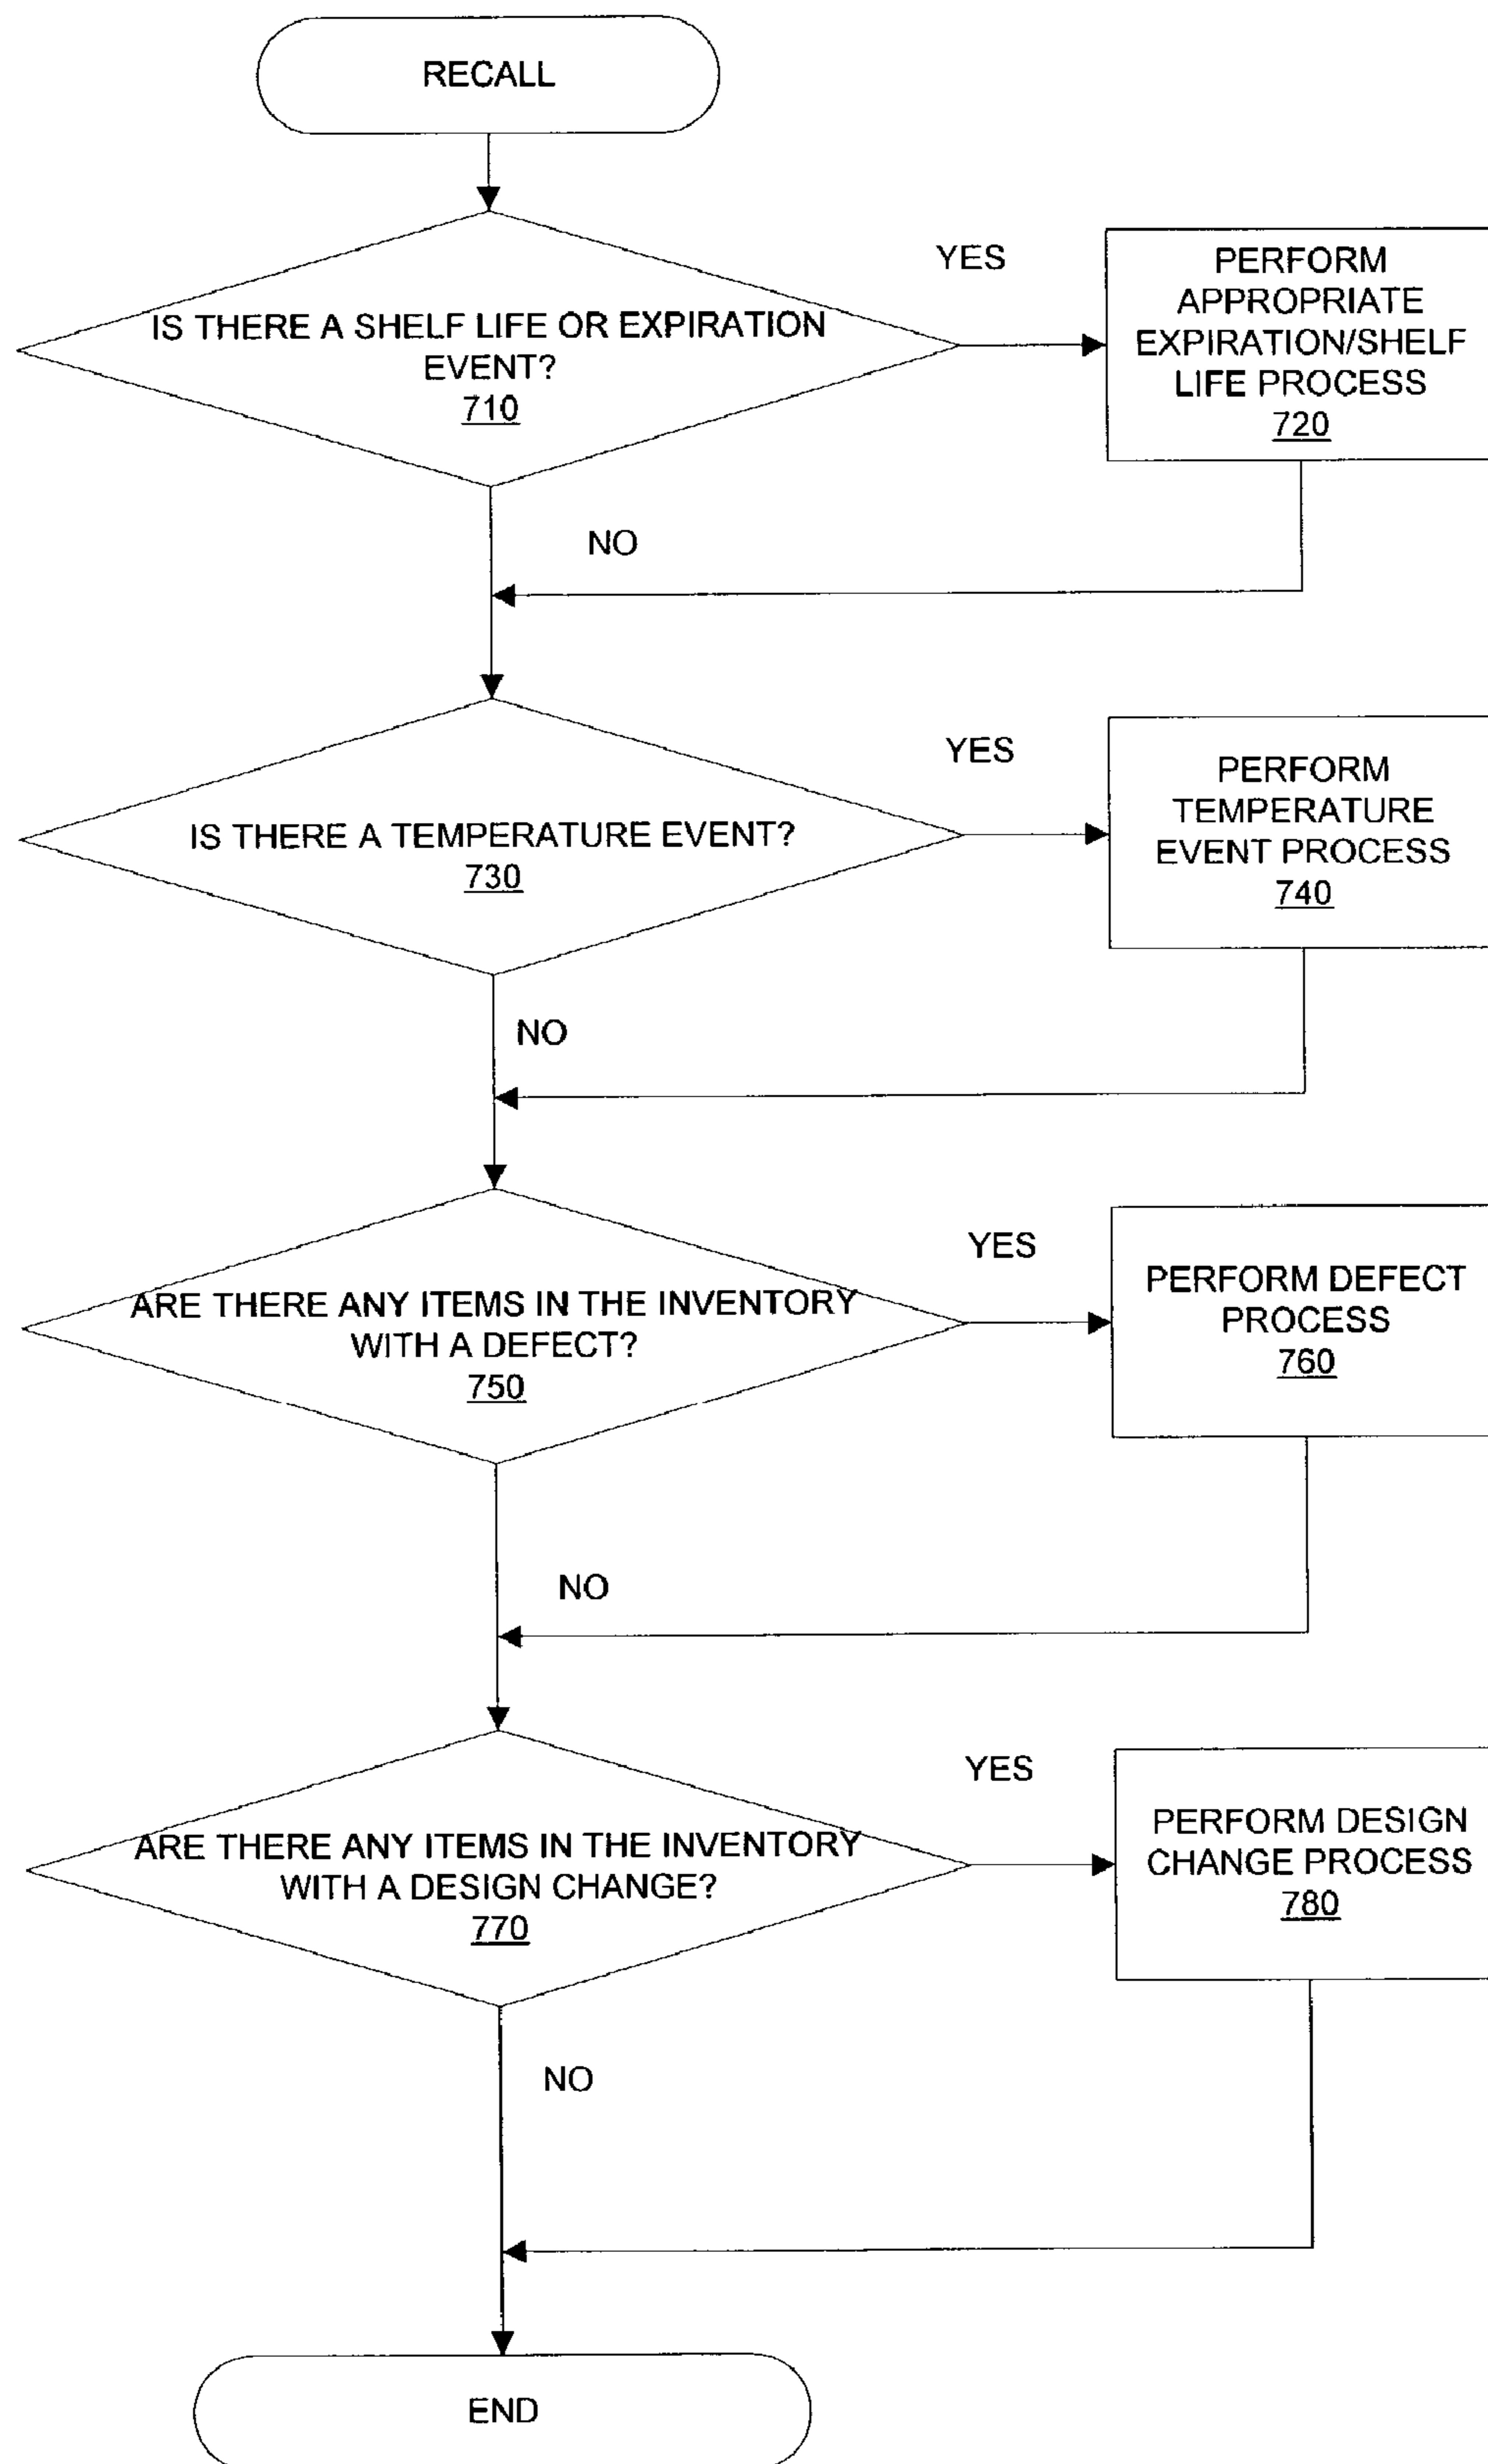 RECALL
IS THERE A SHELF LIFE OR EXPIRATION
EVENT?
710
YES
PERFORM
APPROPRIATE
EXPIRATION/SHELF
LIFE PROCESS
720
NO
IS THERE A TEMPERATURE EVENT?
730
YES
PERFORM
TEMPERATURE
EVENT PROCESS
740
NO
ARE THERE ANY ITEMS IN THE INVENTORY
WITH A DEFECT?
750
YES
PERFORM DEFECT
PROCESS
760
NO
ARE THERE ANY ITEMS IN THE INVENTORY
WITH A DESIGN CHANGE?
770
YES
PERFORM DESIGN
CHANGE PROCESS
780
NO
END